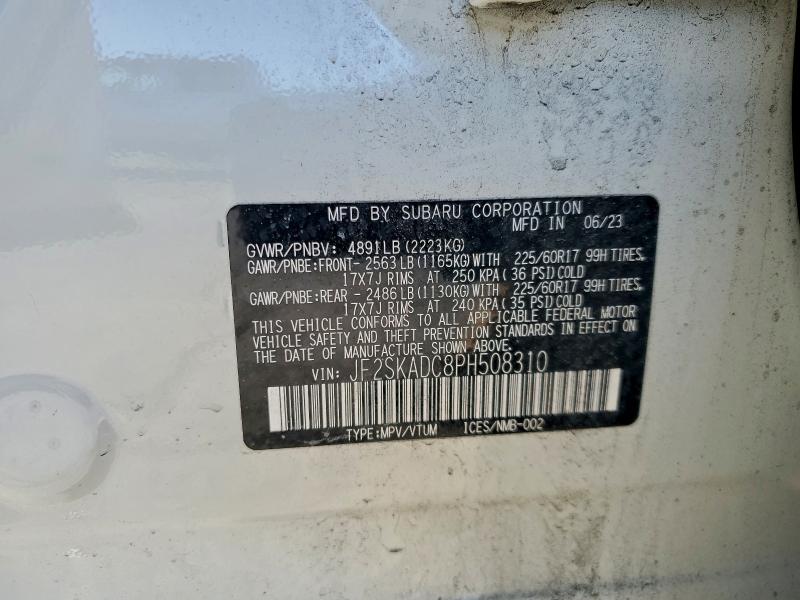 MFD BY SUBARU CORPORATION
MFD IN 06/23
GVWR/PNBV: 4891LB(2223KG)
GAWR/PNBE:FRONT- 2563LB(1165KG)WITH 225/60R17 99H TIRES,
17X7J RIMS AT 250 KPA(36 PSI)COLD
GAWR/PNBE:REAR - 2486LB(1130KG)WITH 225/60R17 99H TIRES,
17X7J RIMS AT 240 KPA(35 PSI)COLD
THIS VEHICLE CONFORMS TO ALL APPLICABLE FEDERAL MOTOR
VEHICLE SAFETY AND THEFT PREVENTION STANDARDS IN EFFECT ON
THE DATE OF MANUFACTURE SHOWN ABOVE.
VIN: JF2SKADC8PH508310
TYPE:MPV/VTUM ICES/NMB-002